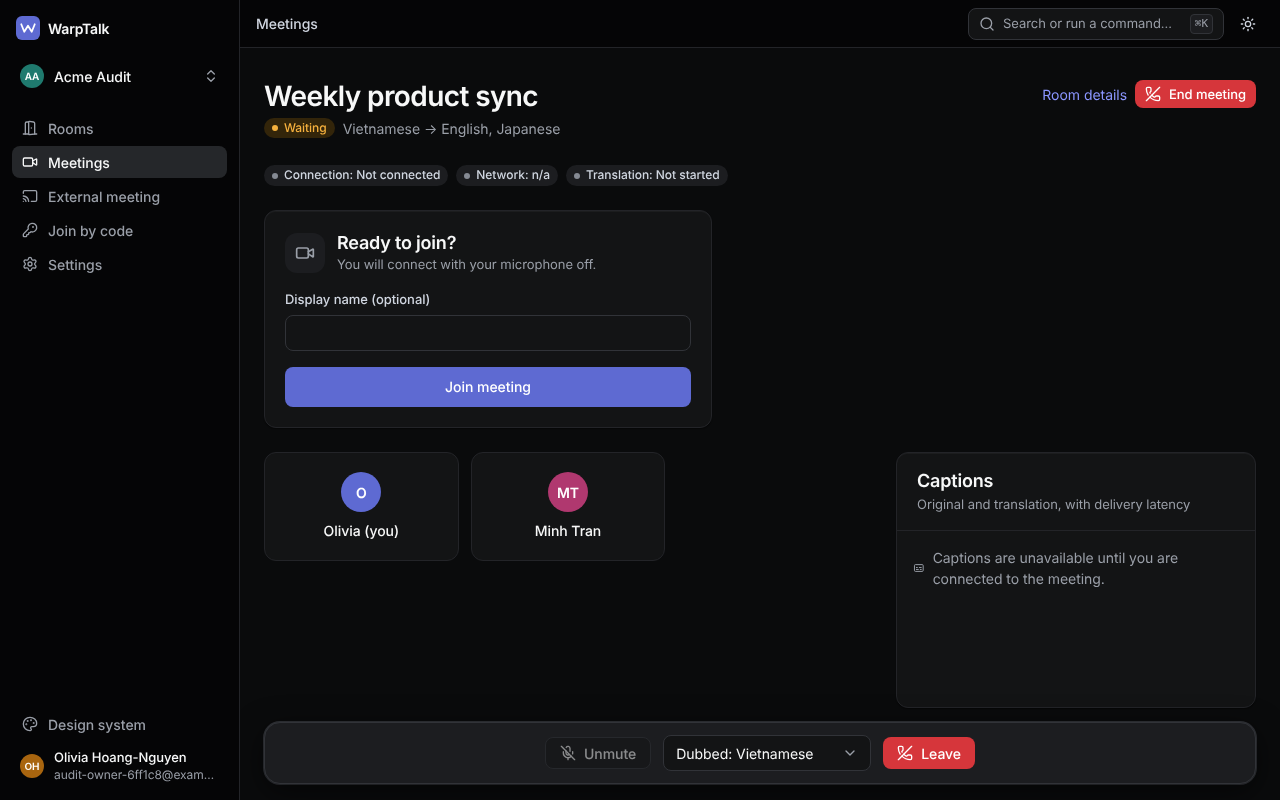 WarpTalk
AA Acme Audit
Rooms
Meetings
External meeting
Join by code
Settings
Design system
OH Olivia Hoang-Nguyen
audit-owner-6ff1c8@exam...
Meetings
Search or run a command... ⌘K
Weekly product sync
Room details
End meeting
Waiting
Vietnamese → English, Japanese
Connection: Not connected
Network: n/a
Translation: Not started
Ready to join?
You will connect with your microphone off.
Display name (optional)
Join meeting
O
Olivia (you)
MT
Minh Tran
Captions
Original and translation, with delivery latency
Captions are unavailable until you are
connected to the meeting.
Unmute
Dubbed: Vietnamese
Leave